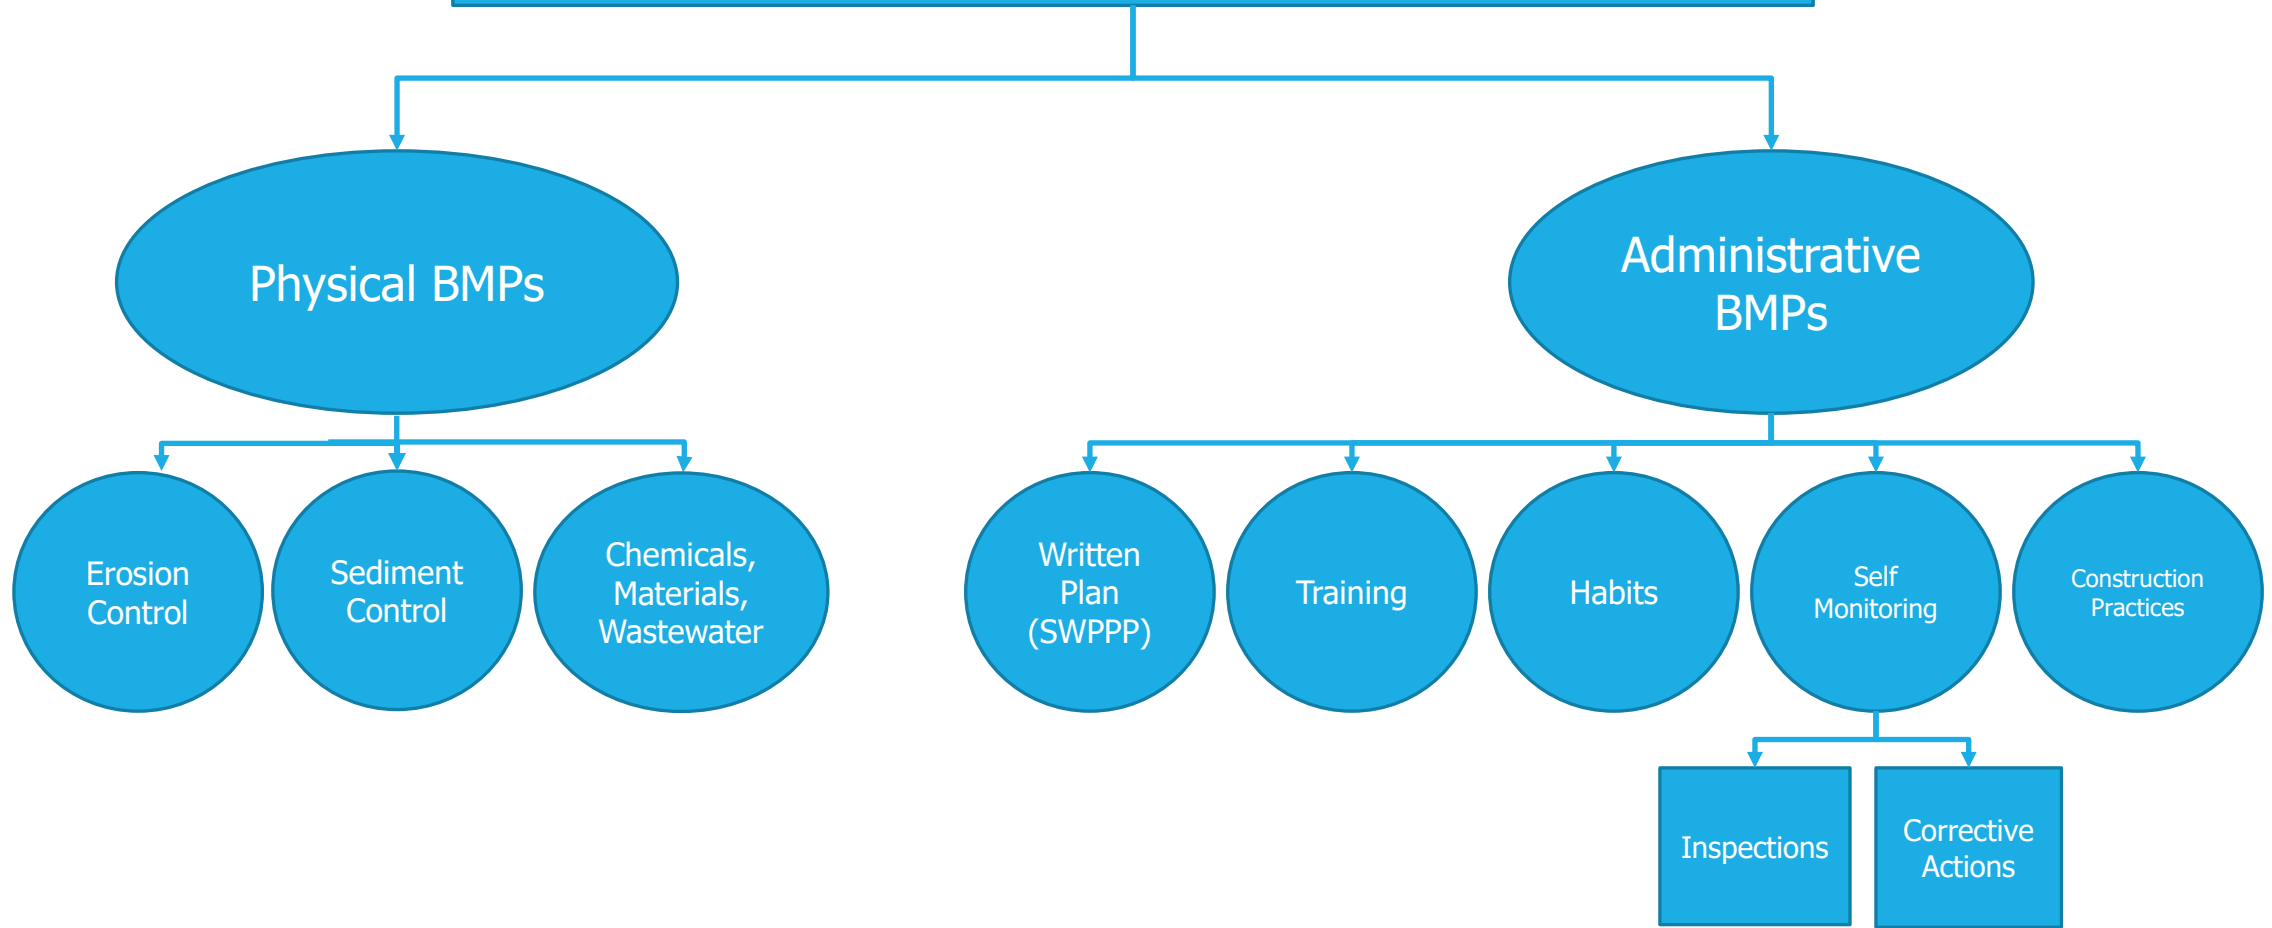 Physical BMPs
Administrative
BMPs
Erosion
Control
Sediment
Control
Chemicals,
Materials,
Wastewater
Written
Plan
(SWPPP)
Training
Habits
Self
Monitoring
Construction
Practices
Inspections
Corrective
Actions